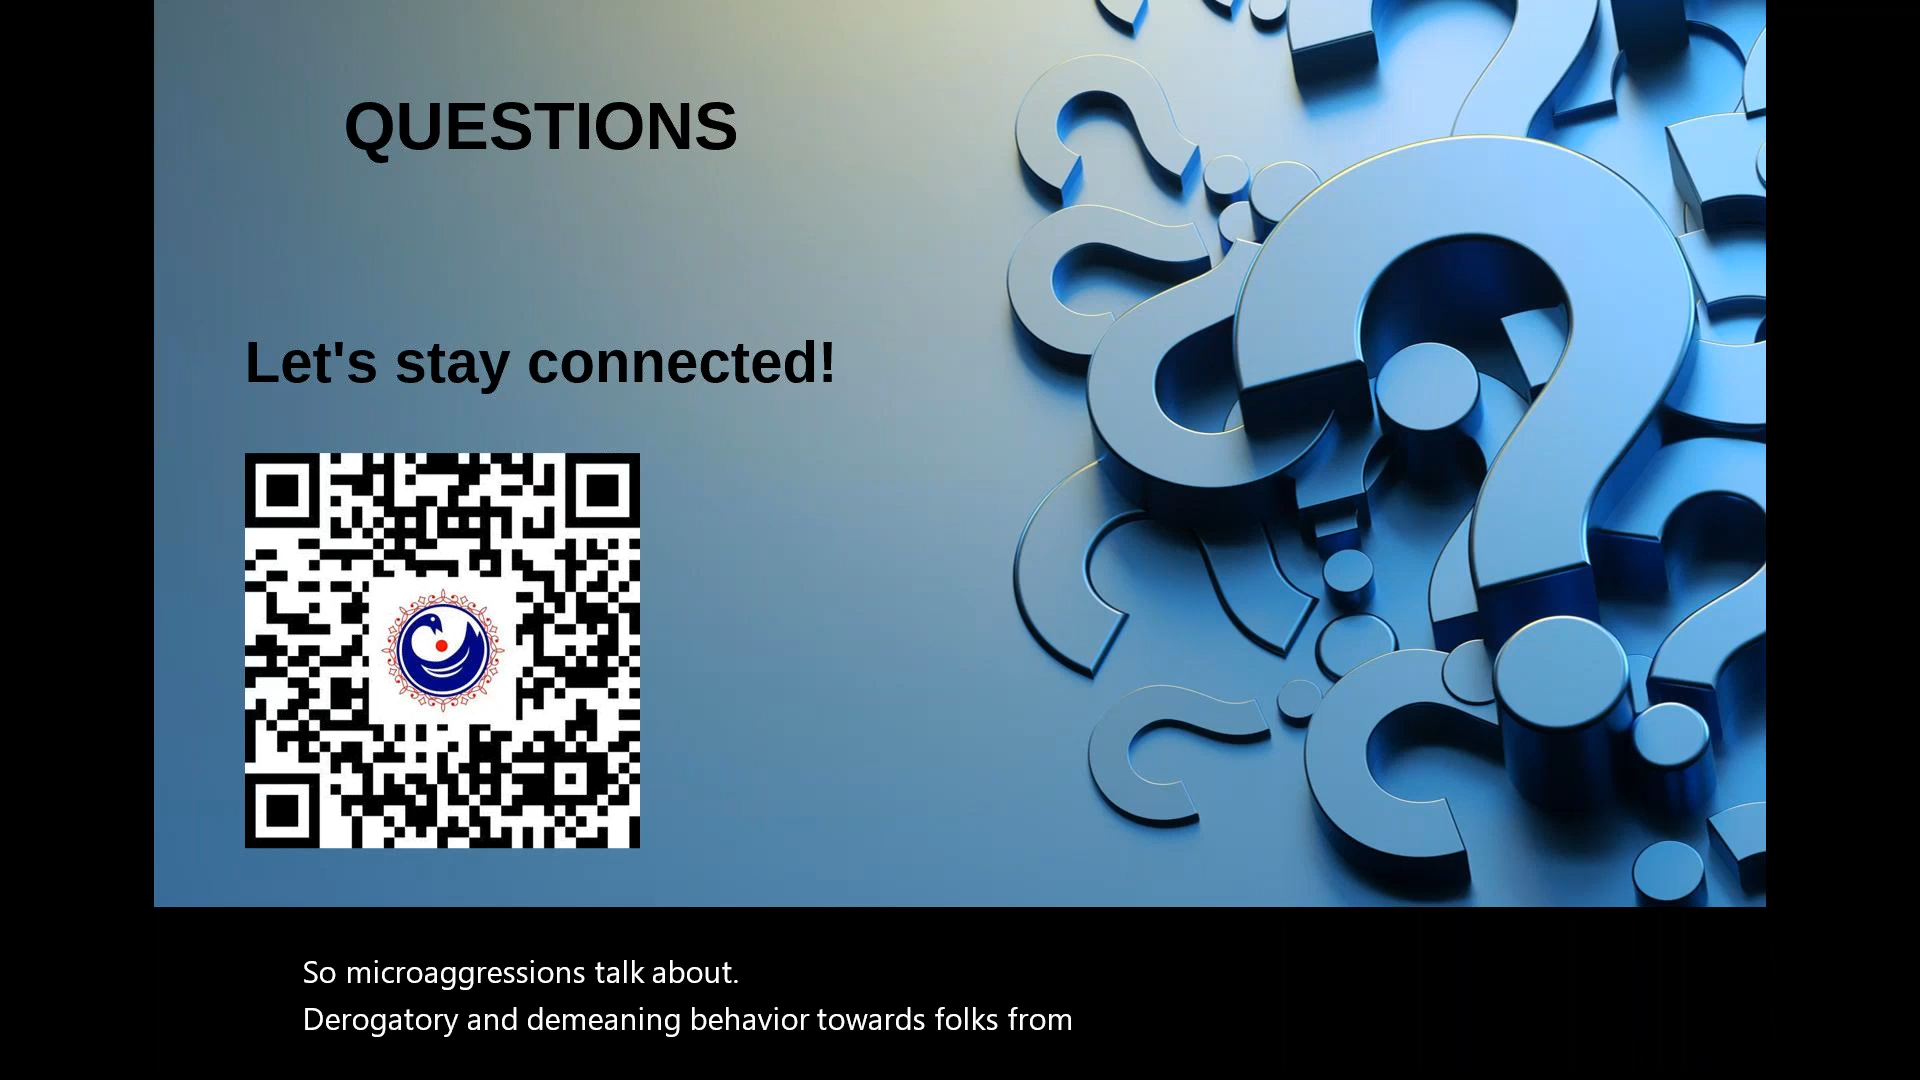 QUESTIONS
Let's stay connected!
So microaggressions talk about.
Derogatory and demeaning behavior towards folks from